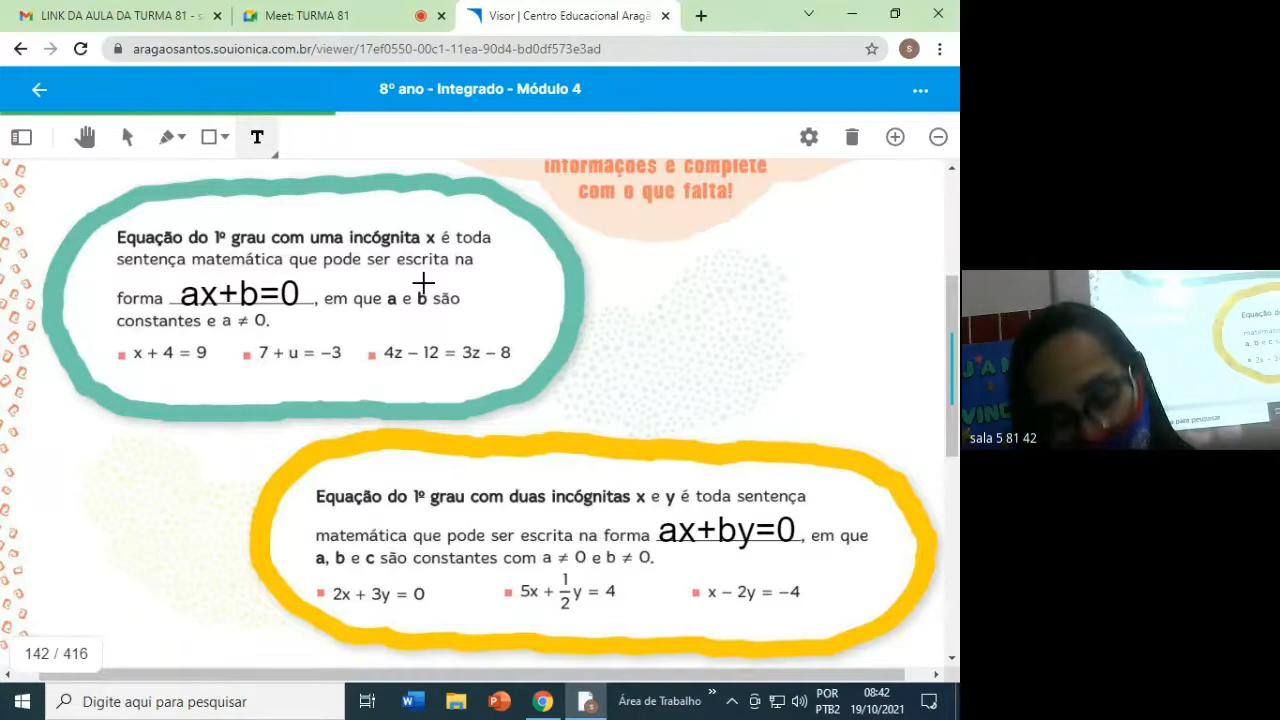 LINK DA AULA DA TURMA 81 - s
Meet: TURMA 81
Visor | Centro Educacional Aragã
aragaosantos.souionica.com.br/viewer/17ef0550-00c1-11ea-90d4-bd0df573e3ad
s
8º ano - Integrado - Módulo 4
T
informações e complete
com o que falta!
Equação do 1º grau com uma incógnita x é toda
sentença matemática que pode ser escrita na
forma ax+b=0, em que a e b são
constantes e a ≠ 0.
x + 4 = 9 7 + u = −3 4z − 12 = 3z − 8
Equação do 1º grau com duas incógnitas x e y é toda sentença
matemática que pode ser escrita na forma ax+by=0, em que
a, b e c são constantes com a ≠ 0 e b ≠ 0.
2x + 3y = 0 5x + 1/2 y = 4 x − 2y = −4
142 / 416
sala 5 81 42
Equação d
a, b e c sã
para pesquisar
Digite aqui para pesquisar
Área de Trabalho
POR
PTB2
08:42
19/10/2021